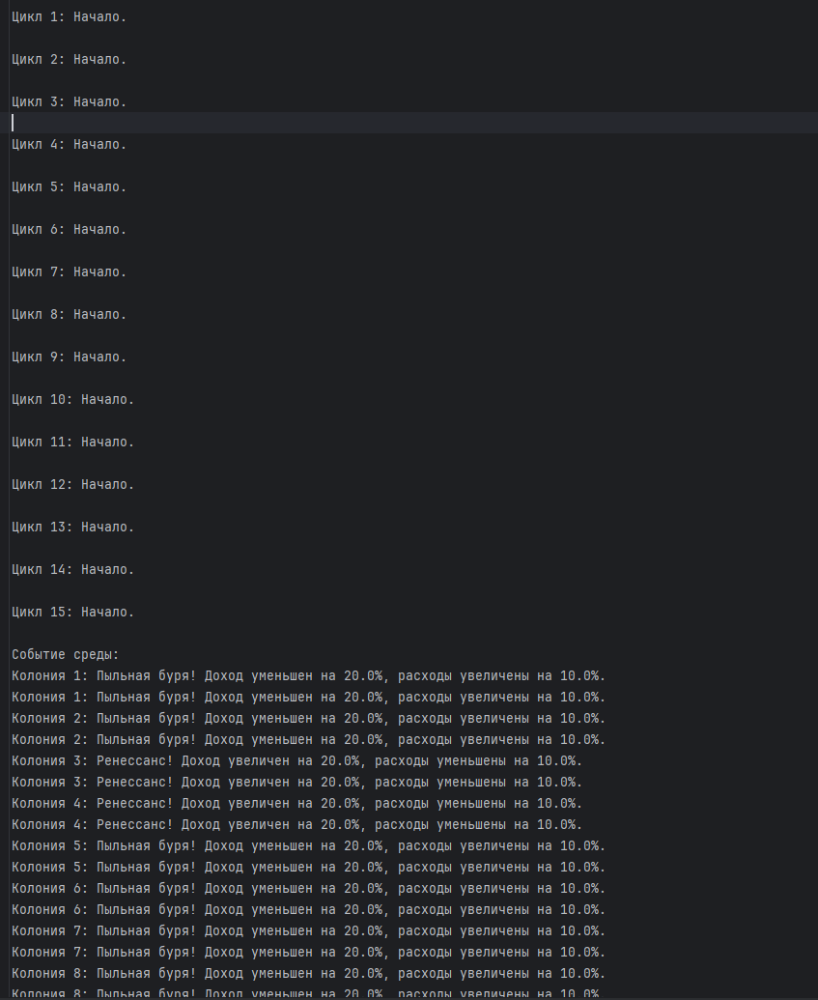 Цикл 1: Начало.
Цикл 2: Начало.
Цикл 3: Начало.
Цикл 4: Начало.
Цикл 5: Начало.
Цикл 6: Начало.
Цикл 7: Начало.
Цикл 8: Начало.
Цикл 9: Начало.
Цикл 10: Начало.
Цикл 11: Начало.
Цикл 12: Начало.
Цикл 13: Начало.
Цикл 14: Начало.
Цикл 15: Начало.
Событие среды:
Колония 1: Пыльная буря! Доход уменьшен на 20.0%, расходы увеличены на 10.0%.
Колония 1: Пыльная буря! Доход уменьшен на 20.0%, расходы увеличены на 10.0%.
Колония 2: Пыльная буря! Доход уменьшен на 20.0%, расходы увеличены на 10.0%.
Колония 2: Пыльная буря! Доход уменьшен на 20.0%, расходы увеличены на 10.0%.
Колония 3: Ренессанс! Доход увеличен на 20.0%, расходы уменьшены на 10.0%.
Колония 3: Ренессанс! Доход увеличен на 20.0%, расходы уменьшены на 10.0%.
Колония 4: Ренессанс! Доход увеличен на 20.0%, расходы уменьшены на 10.0%.
Колония 4: Ренессанс! Доход увеличен на 20.0%, расходы уменьшены на 10.0%.
Колония 5: Пыльная буря! Доход уменьшен на 20.0%, расходы увеличены на 10.0%.
Колония 5: Пыльная буря! Доход уменьшен на 20.0%, расходы увеличены на 10.0%.
Колония 6: Пыльная буря! Доход уменьшен на 20.0%, расходы увеличены на 10.0%.
Колония 6: Пыльная буря! Доход уменьшен на 20.0%, расходы увеличены на 10.0%.
Колония 7: Пыльная буря! Доход уменьшен на 20.0%, расходы увеличены на 10.0%.
Колония 7: Пыльная буря! Доход уменьшен на 20.0%, расходы увеличены на 10.0%.
Колония 8: Пыльная буря! Доход уменьшен на 20.0%, расходы увеличены на 10.0%.
Колония 8: Пыльная буря! Доход уменьшен на 20.0%, расходы увеличены на 10.0%.